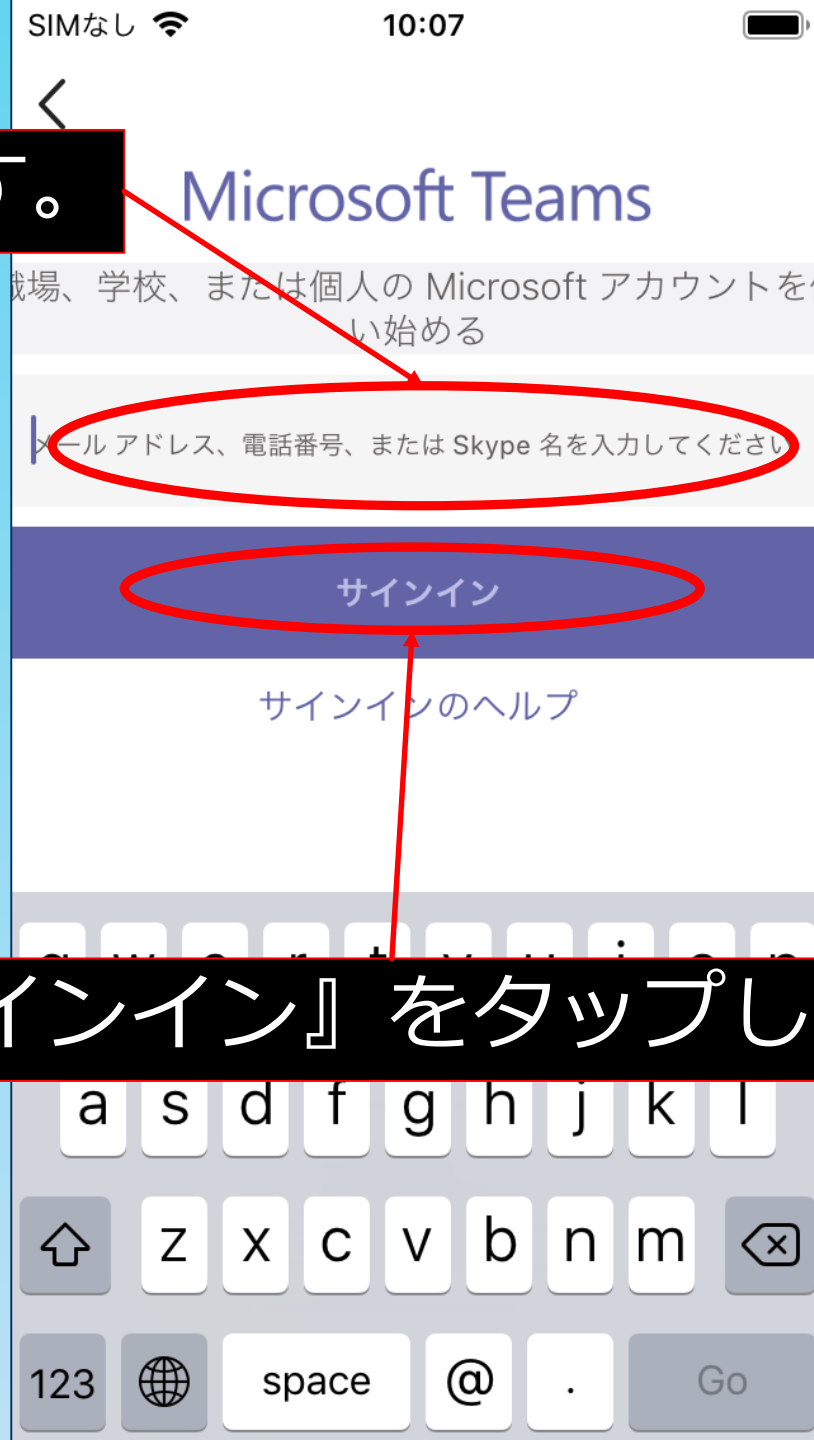 SIMなし
10:07
す。
Microsoft Teams
場、学校、または個人の Microsoft アカウントを
い始める
メール アドレス、電話番号、または Skype 名を入力してください
サインイン
サインインのヘルプ
インイン』をタップし
a s d f g h j k l
z x c v b n m
123 space @ . Go